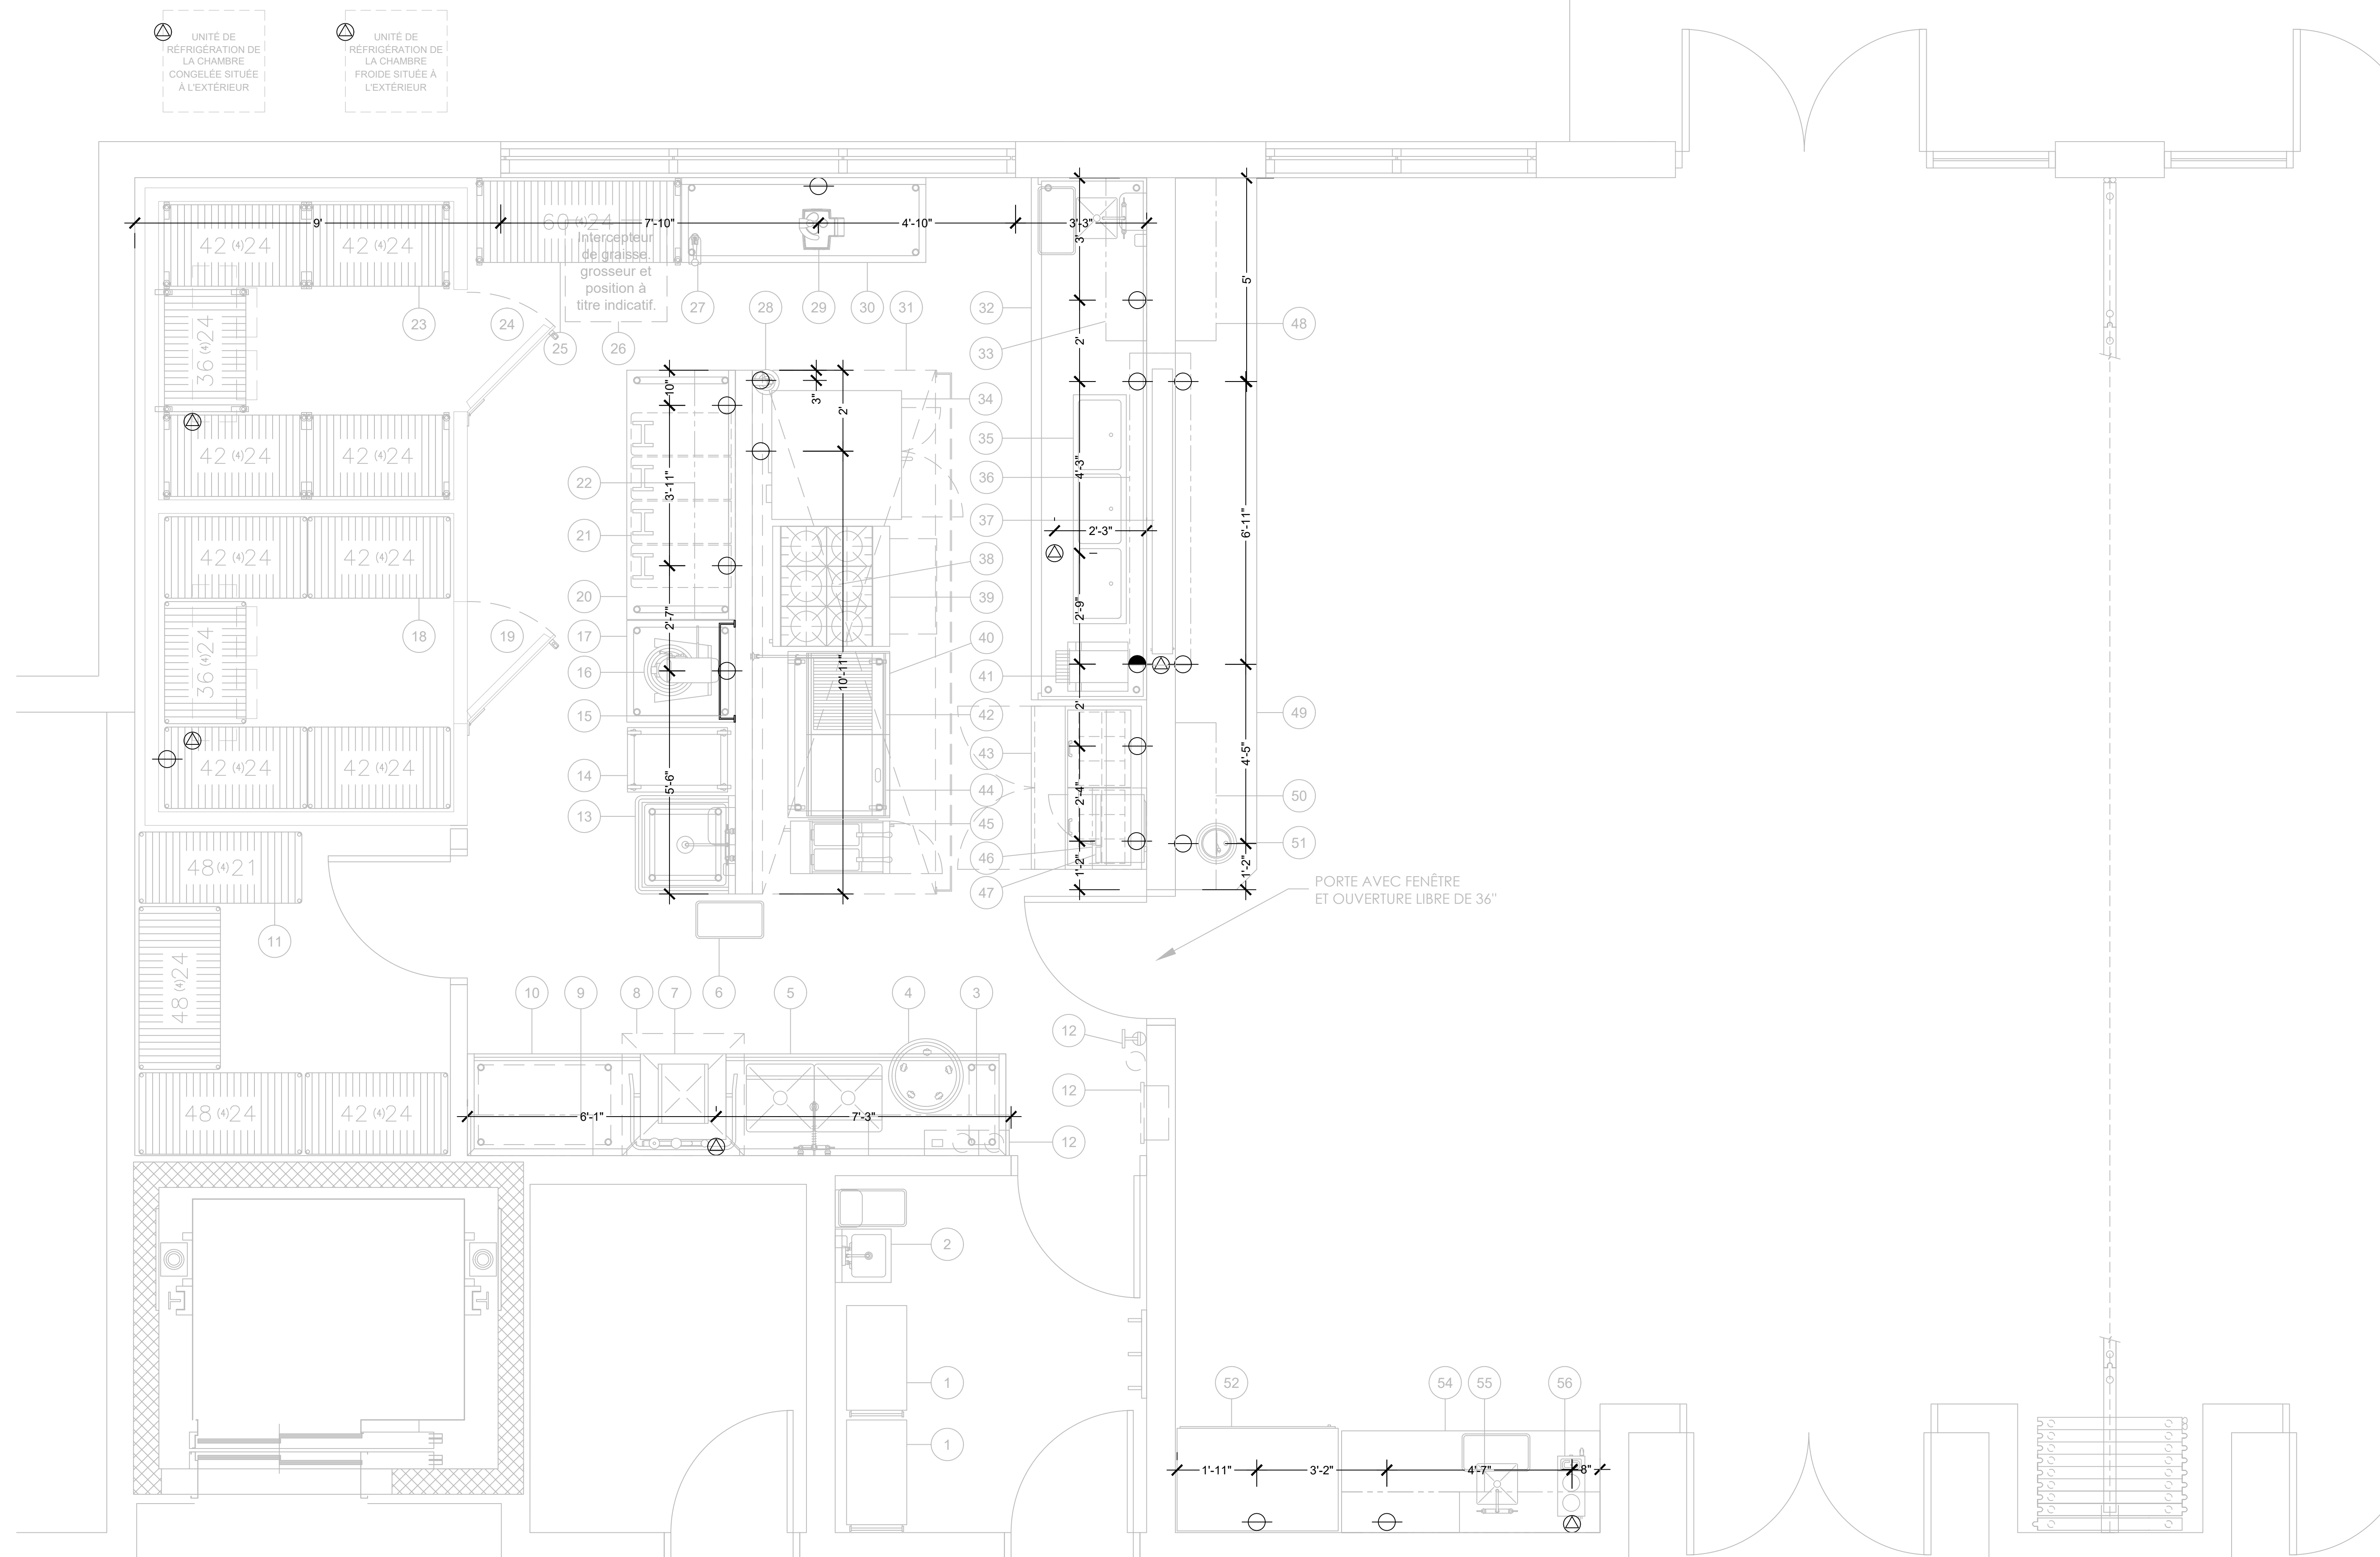 UNITÉ DE
RÉFRIGÉRATION DE
LA CHAMBRE
CONGELÉE SITUÉE
À L'EXTÉRIEUR
UNITÉ DE
RÉFRIGÉRATION DE
LA CHAMBRE
FROIDE SITUÉE À
L'EXTÉRIEUR
9'
7'-10"
4'-10"
3'-3"
42 (4) 24
42 (4) 24
60 (4) 24
Intercepteur
de graisse.
grosseur et
position à
titre indicatif.
3'
5'
23
24
25
26
27
28
29
30
31
32
33
48
36 (4) 24
42 (4) 24
42 (4) 24
10"
3"
2'
2'
34
35
36
37
22
21
3'-11"
4'-3"
2'-3"
6'-11"
42 (4) 24
42 (4) 24
38
39
20
2'-7"
2'-9"
36 (4) 24
18
19
17
16
15
10'-11"
40
41
42
43
2'
49
42 (4) 24
42 (4) 24
14
5'-6"
13
44
45
46
47
2'-4"
1'-2"
4'-5"
1'-2"
50
51
48 (4) 21
11
48 (4) 24
PORTE AVEC FENÊTRE
ET OUVERTURE LIBRE DE 36"
10
9
8
7
6
5
4
3
12
12
12
48 (4) 24
42 (4) 24
6'-1"
7'-3"
2
1
1
52
54
55
56
1'-11"
3'-2"
4'-7"
8"